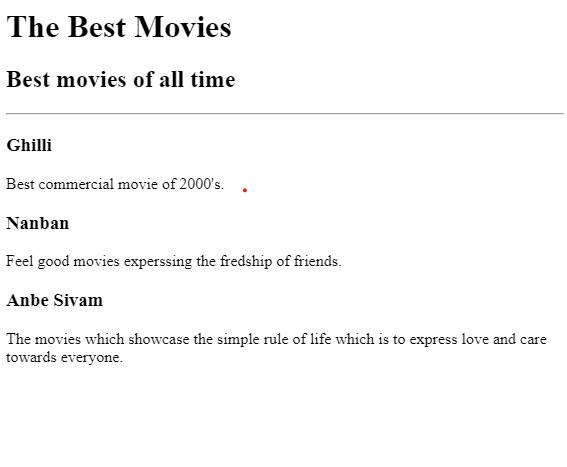 The Best Movies
Best movies of all time
Ghilli
Best commercial movie of 2000's.
Nanban
Feel good movies experssing the fredship of friends.
Anbe Sivam
The movies which showcase the simple rule of life which is to express love and care
towards everyone.